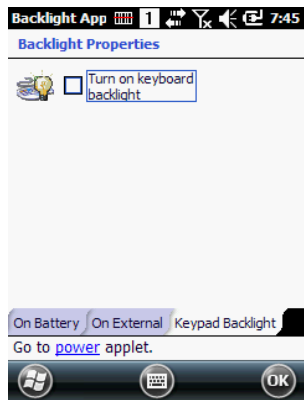 Backlight App 1 7:45
Backlight Properties
Turn on keyboard
backlight
On Battery On External Keypad Backlight
Go to power applet.
OK